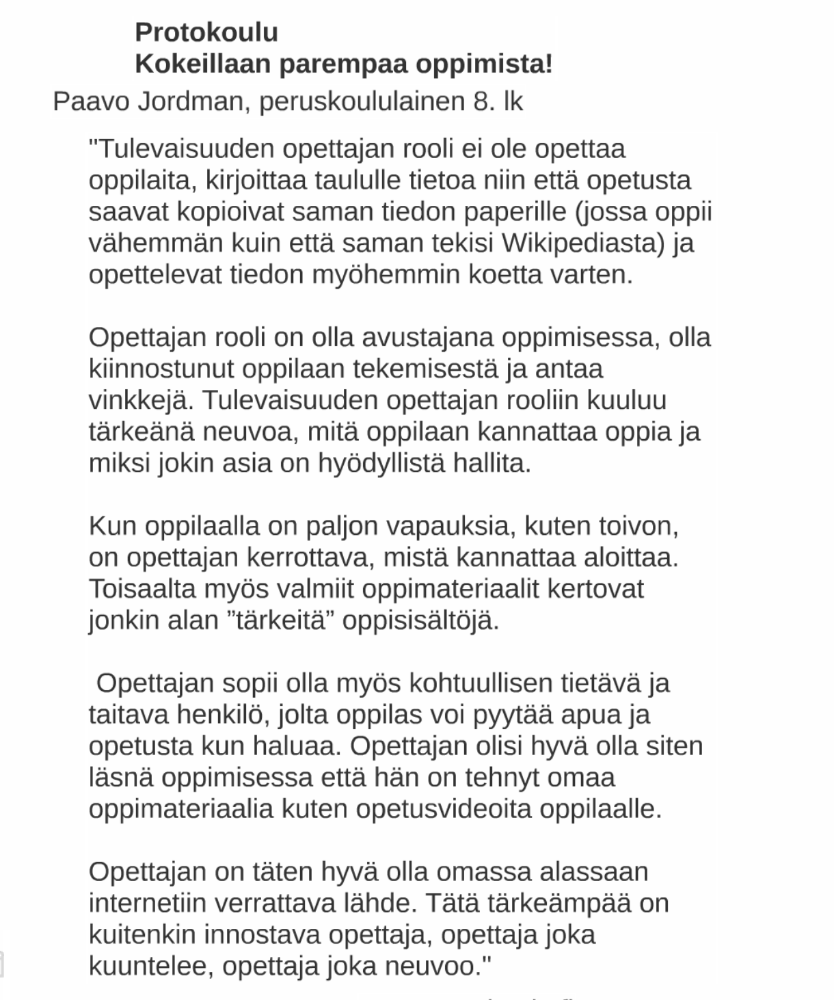 Protokoulu
Kokeillaan parempaa oppimista!
Paavo Jordman, peruskoululainen 8. lk
"Tulevaisuuden opettajan rooli ei ole opettaa
oppilaita, kirjoittaa taululle tietoa niin että opetusta
saavat kopioivat saman tiedon paperille (jossa oppii
vähemmän kuin että saman tekisi Wikipediasta) ja
opettelevat tiedon myöhemmin koetta varten.
Opettajan rooli on olla avustajana oppimisessa, olla
kiinnostunut oppilaan tekemisestä ja antaa
vinkkejä. Tulevaisuuden opettajan rooliin kuuluu
tärkeänä neuvoa, mitä oppilaan kannattaa oppia ja
miksi jokin asia on hyödyllistä hallita.
Kun oppilaalla on paljon vapauksia, kuten toivon,
on opettajan kerrottava, mistä kannattaa aloittaa.
Toisaalta myös valmiit oppimateriaalit kertovat
jonkin alan ”tärkeitä” oppisisältöjä.
Opettajan sopii olla myös kohtuullisen tietävä ja
taitava henkilö, jolta oppilas voi pyytää apua ja
opetusta kun haluaa. Opettajan olisi hyvä olla siten
läsnä oppimisessa että hän on tehnyt omaa
oppimateriaalia kuten opetusvideoita oppilaalle.
Opettajan on täten hyvä olla omassa alassaan
internetiin verrattava lähde. Tätä tärkeämpää on
kuitenkin innostava opettaja, opettaja joka
kuuntelee, opettaja joka neuvoo."